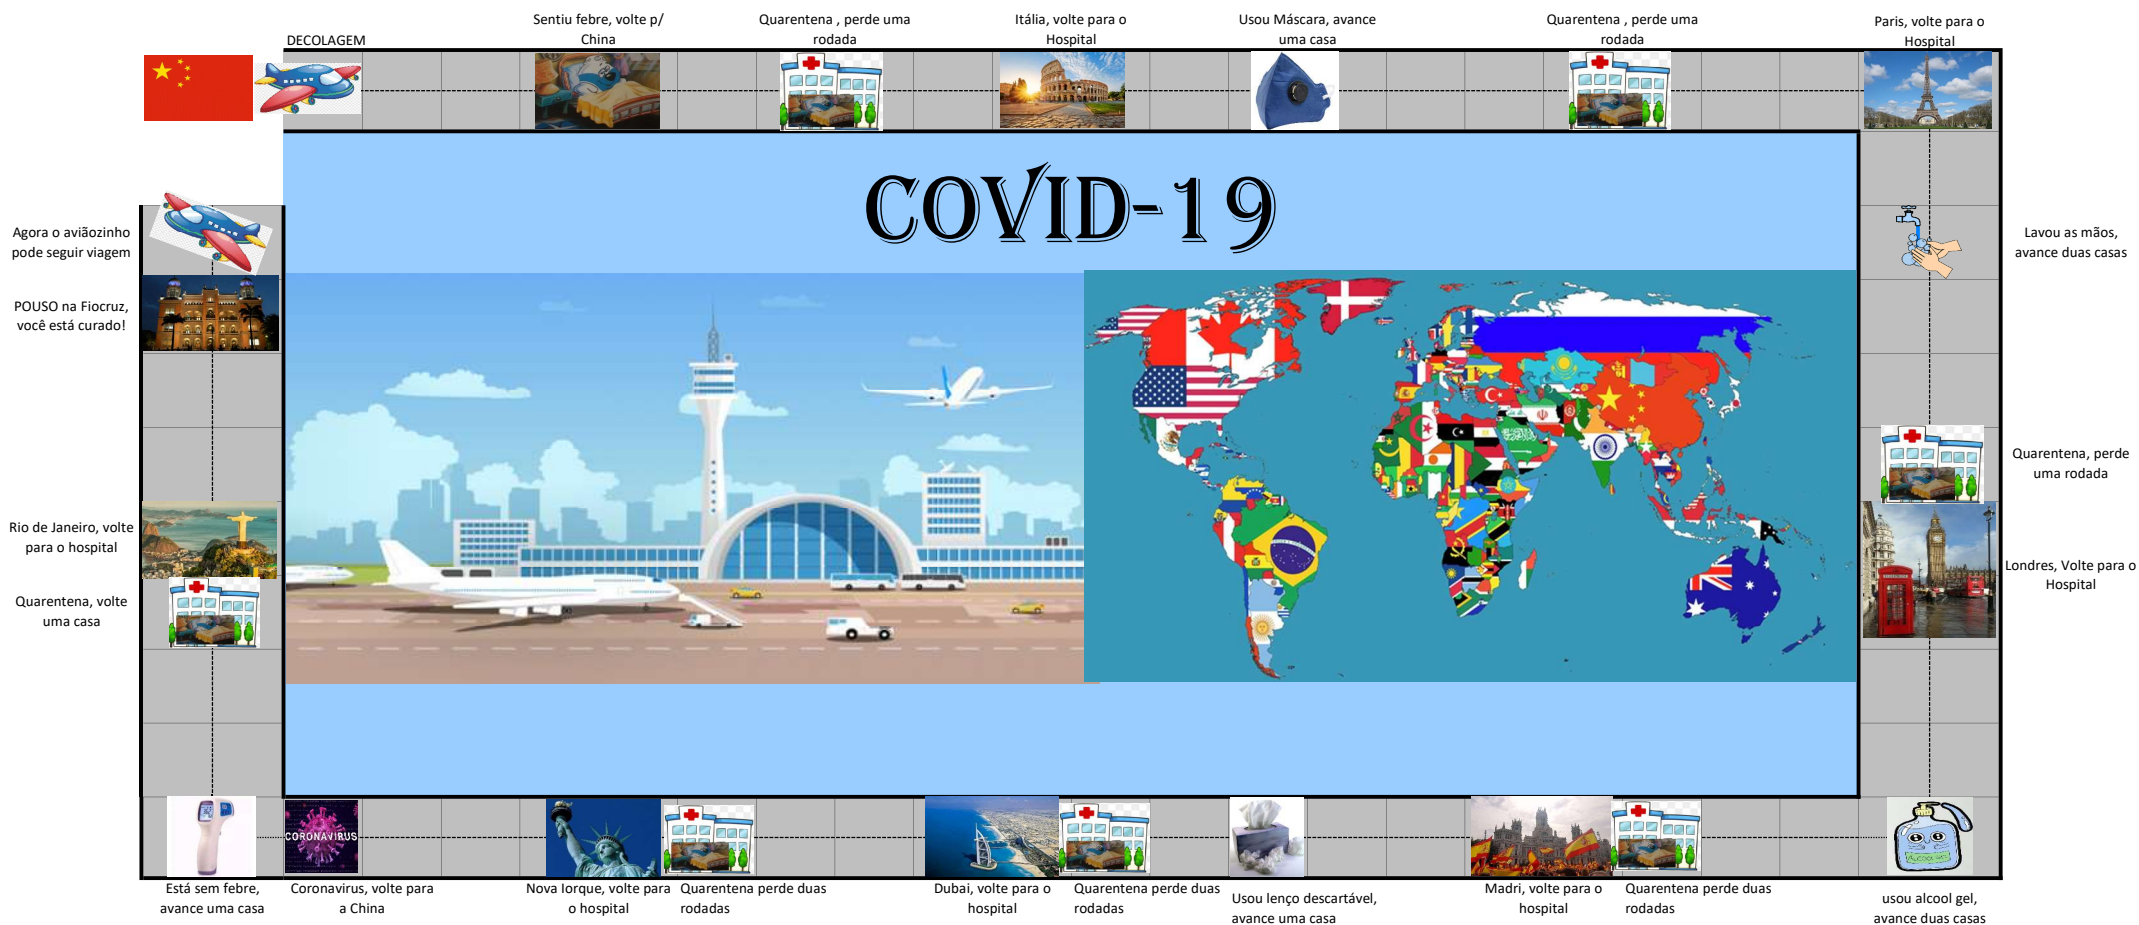 DECOLAGEM
Sentiu febre, volte p/
China
Quarentena , perde uma
rodada
Itália, volte para o
Hospital
Usou Máscara, avance
uma casa
Quarentena , perde uma
rodada
Paris, volte para o
Hospital
COVID-19
Agora o aviãozinho
pode seguir viagem
POUSO na Fiocruz,
você está curado!
Rio de Janeiro, volte
para o hospital
Quarentena, volte
uma casa
Lavou as mãos,
avance duas casas
Quarentena, perde
uma rodada
Londres, Volte para o
Hospital
CORONAVIRUS
Está sem febre,
avance uma casa
Coronavirus, volte para
a China
Nova Iorque, volte para
o hospital
Quarentena perde duas
rodadas
Dubai, volte para o
hospital
Quarentena perde duas
rodadas
Usou lenço descartável,
avance uma casa
Madri, volte para o
hospital
Quarentena perde duas
rodadas
usou alcool gel,
avance duas casas